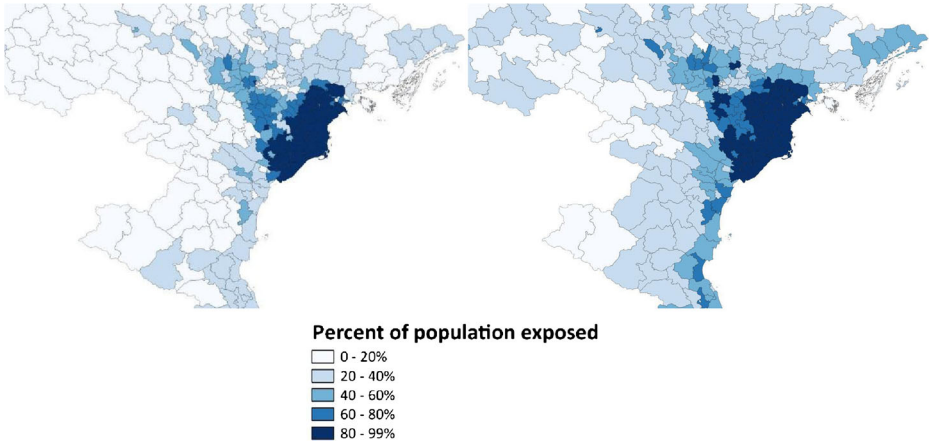 Percent of population exposed
0 - 20%
20 - 40%
40 - 60%
60 - 80%
80 - 99%